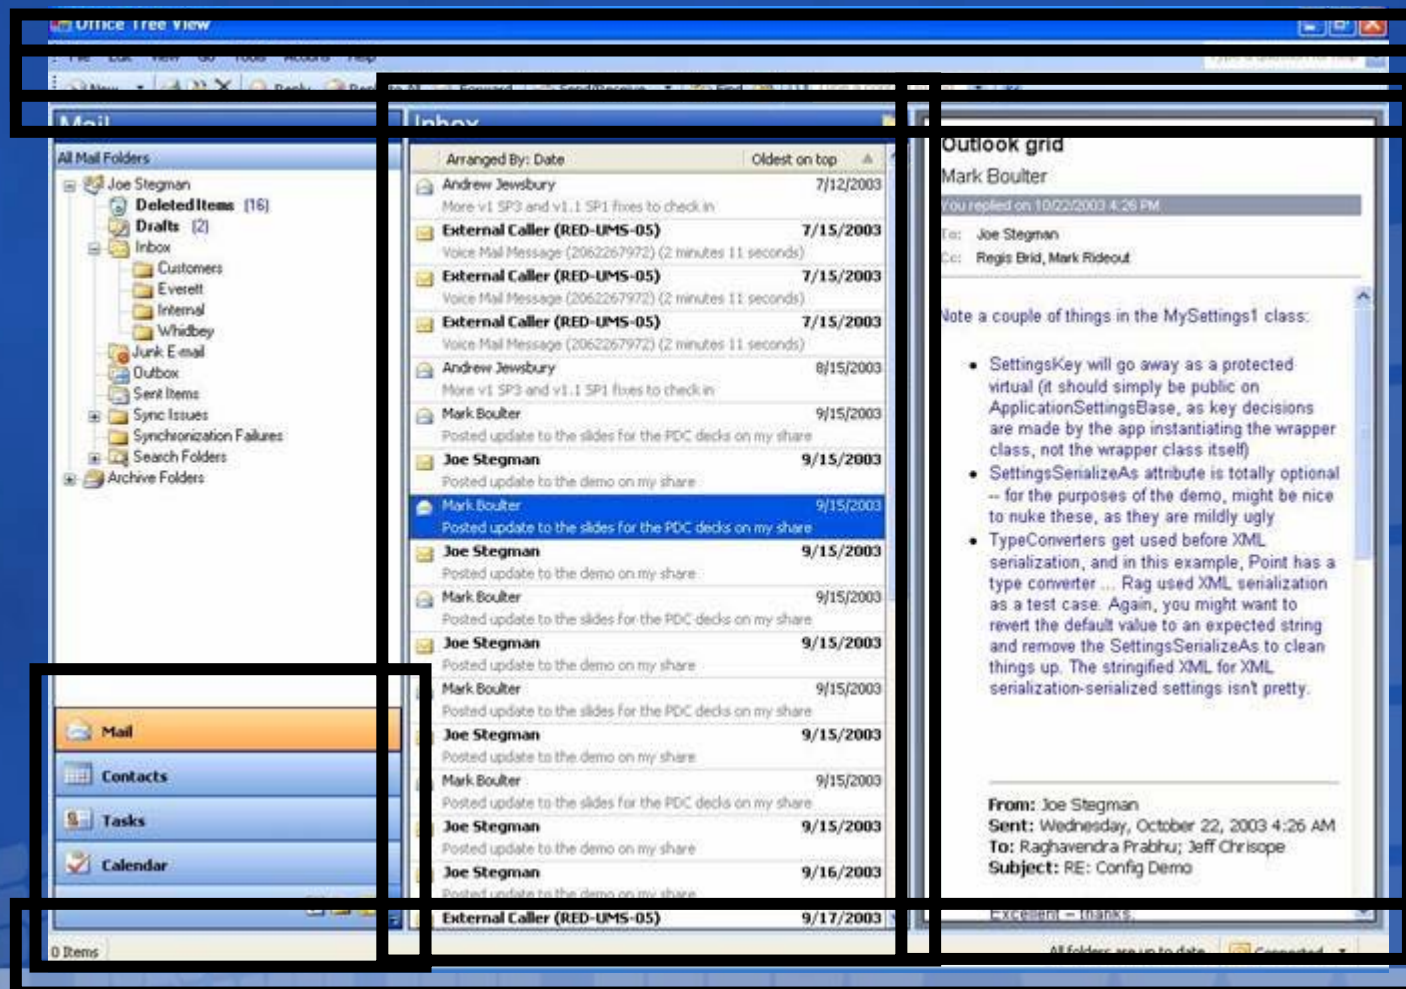 Office Tree View
File Edit View Go Tools Actions Help
New Reply Forward Send/Receive Find
Mail
All Mail Folders
Joe Stegman
Deleted Items (16)
Drafts (2)
Inbox
Customers
Everett
Internal
Whidbey
Junk E-mail
Outbox
Sent Items
Sync Issues
Synchronization Failures
Search Folders
Archive Folders
Mail
Contacts
Tasks
Calendar
Inbox
Arranged By: Date Oldest on top
Andrew Jewsbury 7/12/2003
More v1 SP3 and v1.1 SP1 fixes to check in
External Caller (RED-UMS-05) 7/15/2003
Voice Mail Message (2062267972) (2 minutes 11 seconds)
External Caller (RED-UMS-05) 7/15/2003
Voice Mail Message (2062267972) (2 minutes 11 seconds)
External Caller (RED-UMS-05) 7/15/2003
Voice Mail Message (2062267972) (2 minutes 11 seconds)
Andrew Jewsbury 8/15/2003
More v1 SP3 and v1.1 SP1 fixes to check in
Mark Boulter 9/15/2003
Posted update to the slides for the PDC decks on my share
Joe Stegman 9/15/2003
Posted update to the demo on my share
Mark Boulter 9/15/2003
Posted update to the slides for the PDC decks on my share
Joe Stegman 9/15/2003
Posted update to the demo on my share
Mark Boulter 9/15/2003
Posted update to the slides for the PDC decks on my share
Joe Stegman 9/15/2003
Posted update to the demo on my share
Mark Boulter 9/15/2003
Posted update to the slides for the PDC decks on my share
Joe Stegman 9/15/2003
Posted update to the demo on my share
Mark Boulter 9/15/2003
Posted update to the slides for the PDC decks on my share
Joe Stegman 9/15/2003
Posted update to the demo on my share
Joe Stegman 9/16/2003
Posted update to the demo on my share
External Caller (RED-UMS-05) 9/17/2003
Outlook grid
Mark Boulter
You replied on 10/22/2003 4:26 PM
To: Joe Stegman
Cc: Regis Brid, Mark Rideout
Note a couple of things in the MySettings1 class:
• SettingsKey will go away as a protected
virtual (it should simply be public on
ApplicationSettingsBase, as key decisions
are made by the app instantiating the wrapper
class, not the wrapper class itself)
• SettingsSerializeAs attribute is totally optional
-- for the purposes of the demo, might be nice
to nuke these, as they are mildly ugly
• TypeConverters get used before XML
serialization, and in this example, Point has a
type converter ... Rag used XML serialization
as a test case. Again, you might want to
revert the default value to an expected string
and remove the SettingsSerializeAs to clean
things up. The stringified XML for XML
serialization-serialized settings isn't pretty.
From: Joe Stegman
Sent: Wednesday, October 22, 2003 4:26 AM
To: Raghavendra Prabhu; Jeff Chrisope
Subject: RE: Config Demo
Excellent – thanks.
0 Items
All folders are up to date Connected